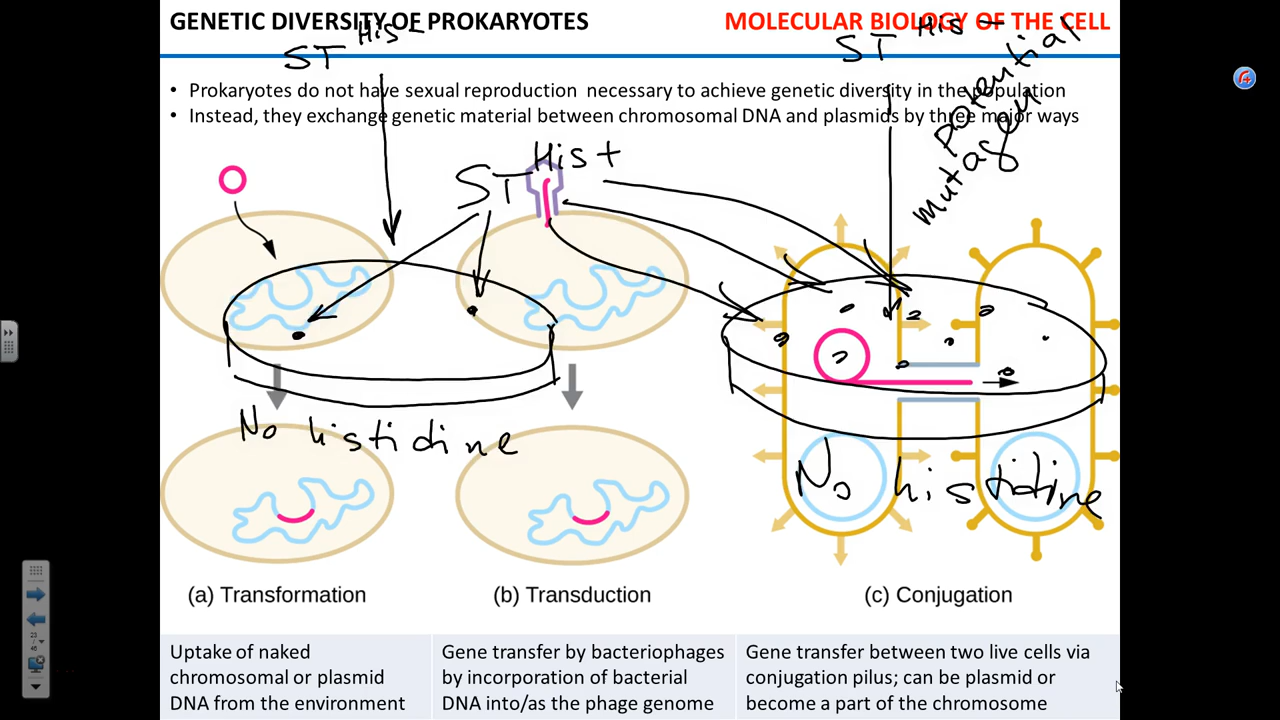 GENETIC DIVERSITY OF PROKARYOTES
MOLECULAR BIOLOGY OF THE CELL
ST His-
ST His-
potential
mutagen
• Prokaryotes do not have sexual reproduction necessary to achieve genetic diversity in the population
• Instead, they exchange genetic material between chromosomal DNA and plasmids by three major ways
ST His+
No histidine
No histidine
(a) Transformation
(b) Transduction
(c) Conjugation
Uptake of naked
chromosomal or plasmid
DNA from the environment
Gene transfer by bacteriophages
by incorporation of bacterial
DNA into/as the phage genome
Gene transfer between two live cells via
conjugation pilus; can be plasmid or
become a part of the chromosome
23
/
48